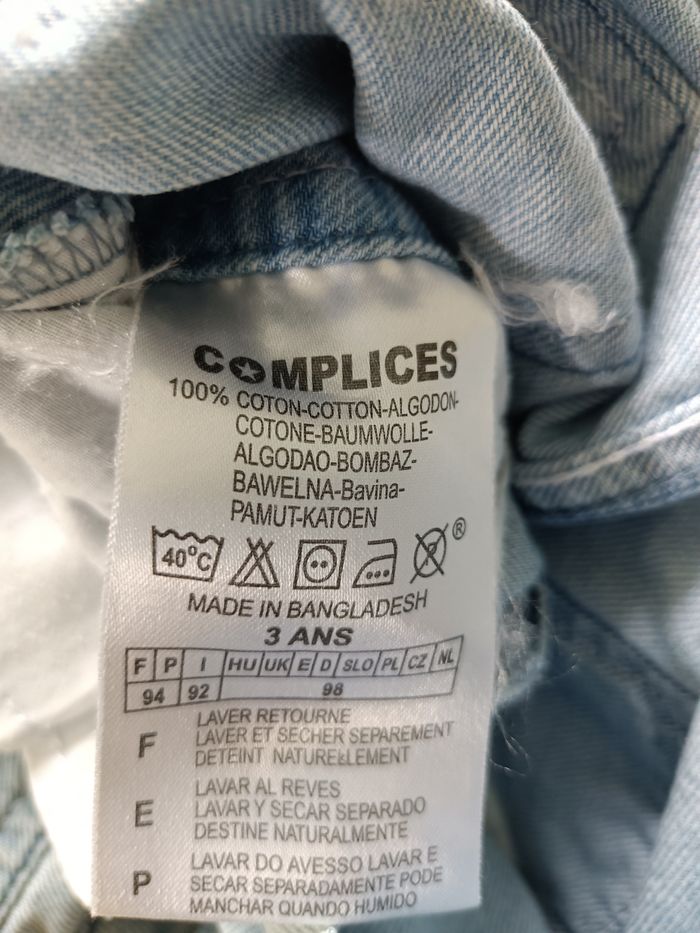 COMPLICES
100% COTON-COTTON-ALGODON-
COTONE-BAUMWOLLE-
ALGODAO-BOMBAZ-
BAWELNA-Bavina-
PAMUT-KATOEN
40°C P ®
MADE IN BANGLADESH
3 ANS
F P I HU UK E D SLO PL CZ NL
94 92 98
F
LAVER RETOURNE
LAVER ET SECHER SEPAREMENT
DETEINT NATURELLEMENT
E
LAVAR AL REVES
LAVAR Y SECAR SEPARADO
DESTINE NATURALMENTE
P
LAVAR DO AVESSO LAVAR E
SECAR SEPARADAMENTE PODE
MANCHAR QUANDO HUMIDO